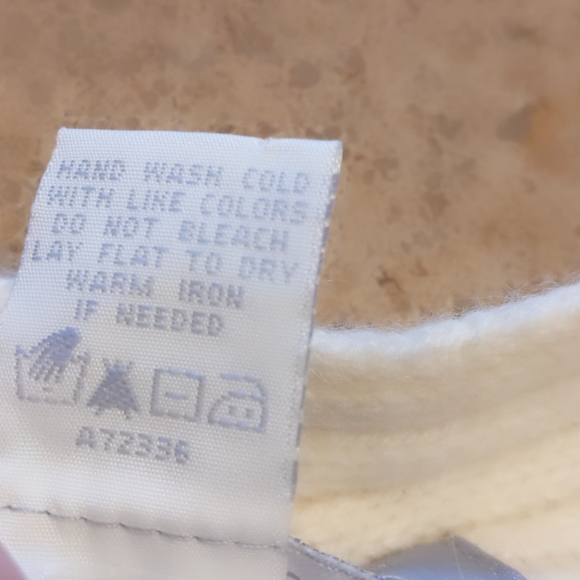 HAND WASH COLD
WITH LIKE COLORS
DO NOT BLEACH
LAY FLAT TO DRY
WARM IRON
IF NEEDED
A72336